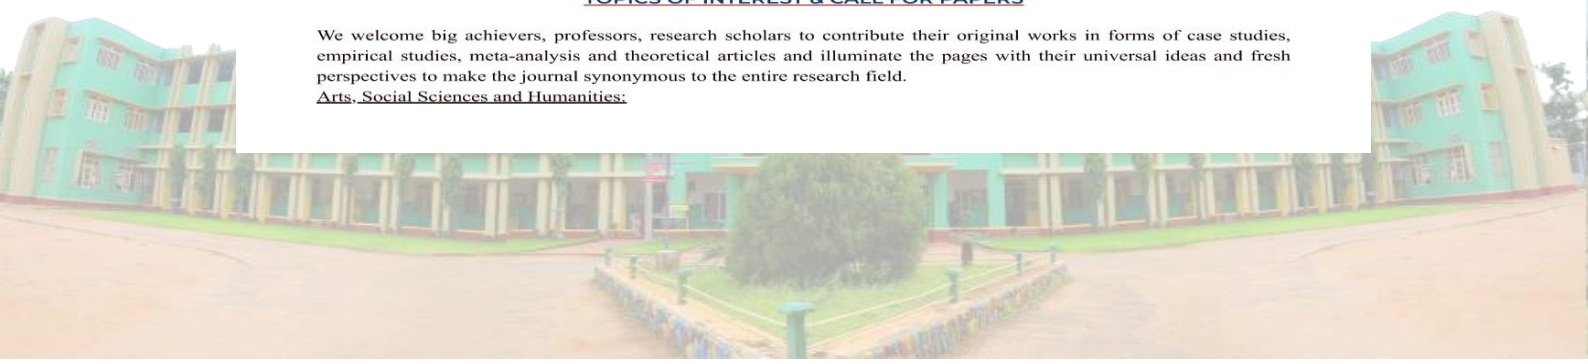 TOPICS OF INTEREST & CALL FOR PAPERS
We welcome big achievers, professors, research scholars to contribute their original works in forms of case studies,
empirical studies, meta-analysis and theoretical articles and illuminate the pages with their universal ideas and fresh
perspectives to make the journal synonymous to the entire research field.
Arts, Social Sciences and Humanities: